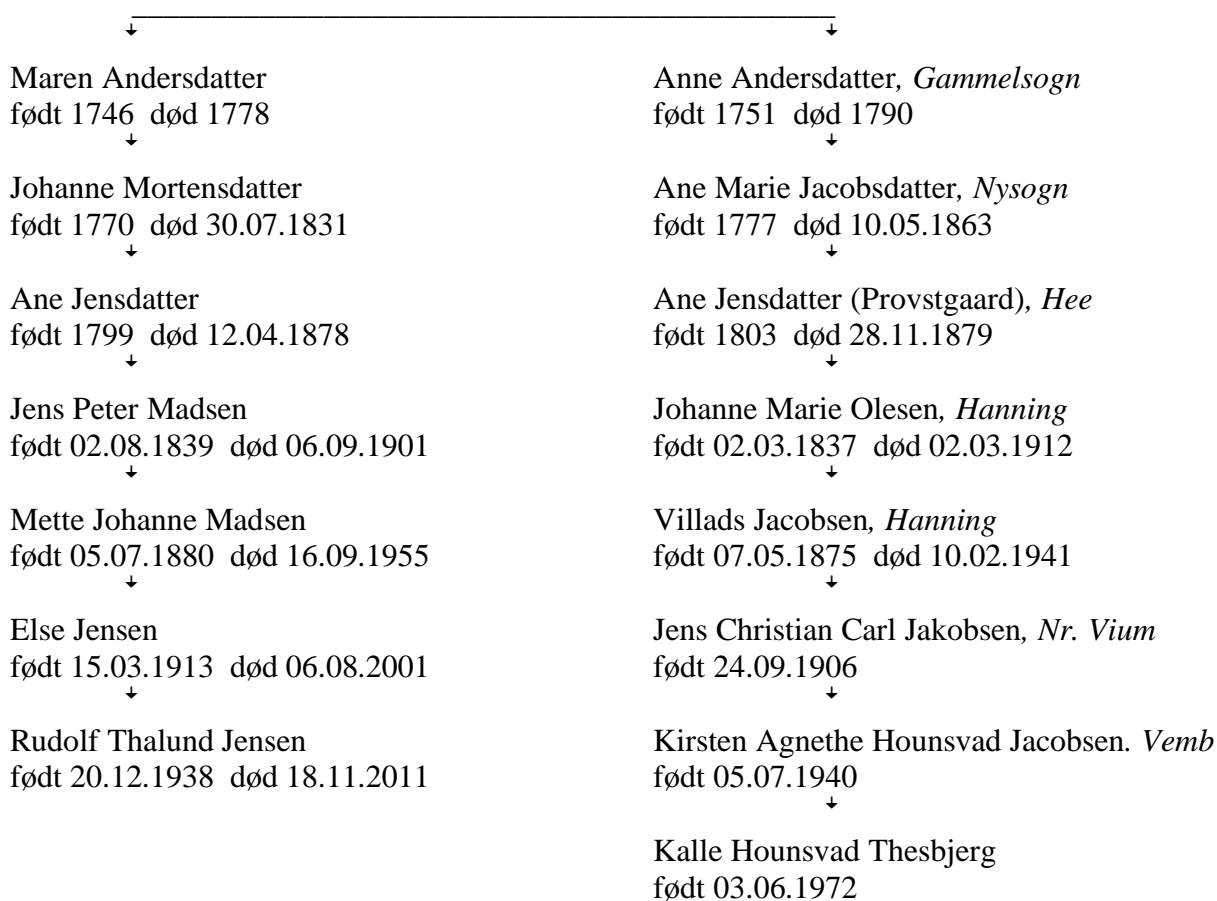 Maren Andersdatter
født 1746 død 1778
Johanne Mortensdatter
født 1770 død 30.07.1831
Ane Jensdatter
født 1799 død 12.04.1878
Jens Peter Madsen
født 02.08.1839 død 06.09.1901
Mette Johanne Madsen
født 05.07.1880 død 16.09.1955
Else Jensen
født 15.03.1913 død 06.08.2001
Rudolf Thalund Jensen
født 20.12.1938 død 18.11.2011
Anne Andersdatter, Gammelsogn
født 1751 død 1790
Ane Marie Jacobsdatter, Nysogn
født 1777 død 10.05.1863
Ane Jensdatter (Provstgaard), Hee
født 1803 død 28.11.1879
Johanne Marie Olesen, Hanning
født 02.03.1837 død 02.03.1912
Villads Jacobsen, Hanning
født 07.05.1875 død 10.02.1941
Jens Christian Carl Jakobsen, Nr. Vium
født 24.09.1906
Kirsten Agnethe Hounsvad Jacobsen. Vemb
født 05.07.1940
Kalle Hounsvad Thesbjerg
født 03.06.1972